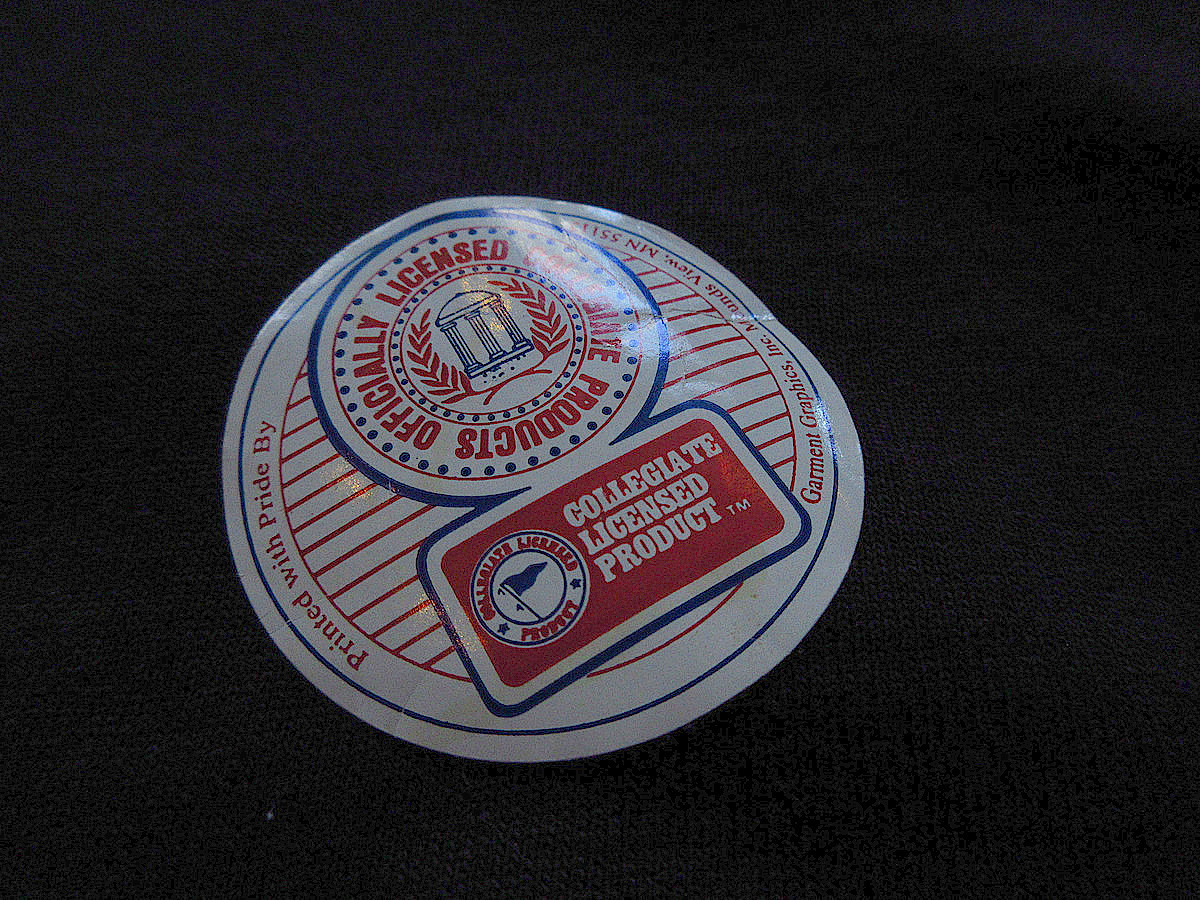 OFFICIALLY LICENSED
PRODUCTS
COLLEGIATE
LICENSED
PRODUCT ™
COLLEGIATE LICENSED
PRODUCT
Printed with Pride By
Garment Graphics, Inc. Mounds View, MN